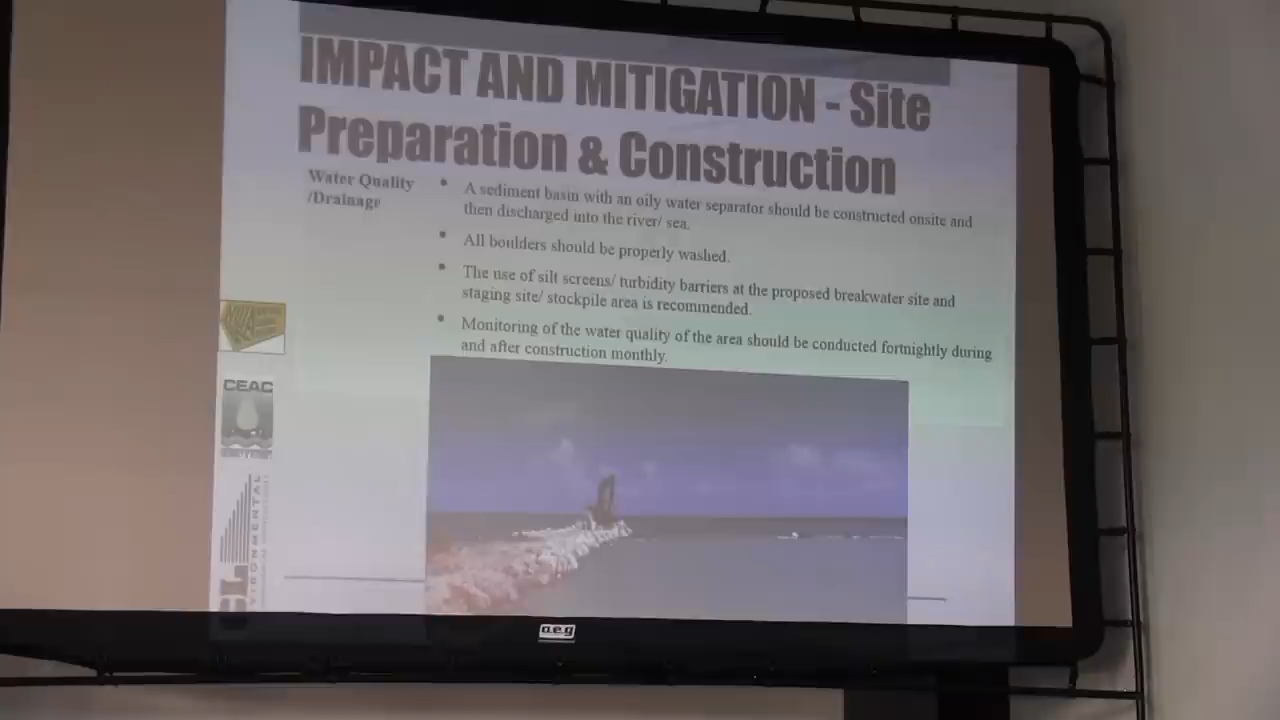 IMPACT AND MITIGATION - Site
Preparation & Construction
Water Quality
/Drainage
• A sediment basin with an oily water separator should be constructed onsite and
then discharged into the river/ sea.
• All boulders should be properly washed.
• The use of silt screens/ turbidity barriers at the proposed breakwater site and
staging site/ stockpile area is recommended.
• Monitoring of the water quality of the area should be conducted fortnightly during
and after construction monthly.
CEAC